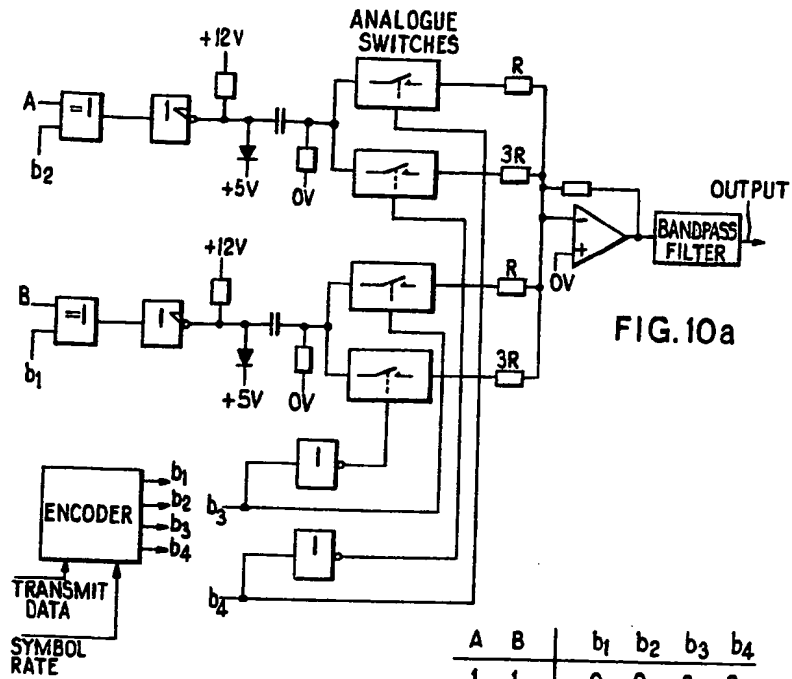 ANALOGUE
SWITCHES
+12V
R
A
=1
1
b2
+5V
0V
3R
OUTPUT
-
+
0V
BANDPASS
FILTER
+12V
B
=1
1
b1
+5V
0V
R
3R
FIG.10a
1
b3
ENCODER
b1
b2
b3
b4
1
b4
TRANSMIT
DATA
SYMBOL
RATE
A B b1 b2 b3 b4
1 1 0 0